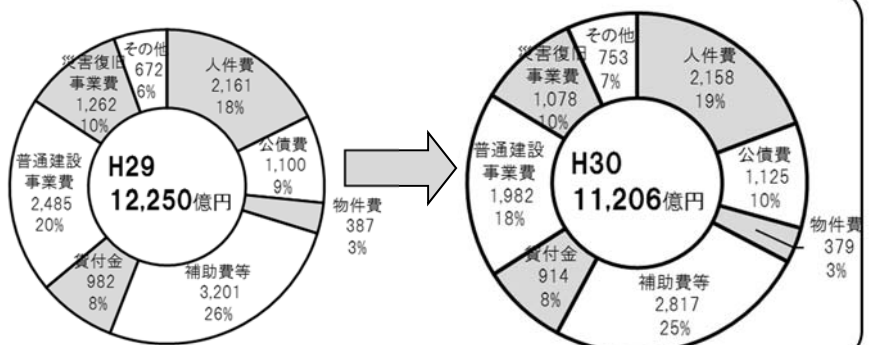 人件費
2,161
18%
公債費
1,100
9%
物件費
387
3%
補助費等
3,201
26%
貸付金
982
8%
普通建設
事業費
2,485
20%
災害復旧
事業費
1,262
10%
その他
672
6%
H29
12,250億円
人件費
2,158
19%
公債費
1,125
10%
物件費
379
3%
補助費等
2,817
25%
貸付金
914
8%
普通建設
事業費
1,982
18%
災害復旧
事業費
1,078
10%
その他
753
7%
H30
11,206億円